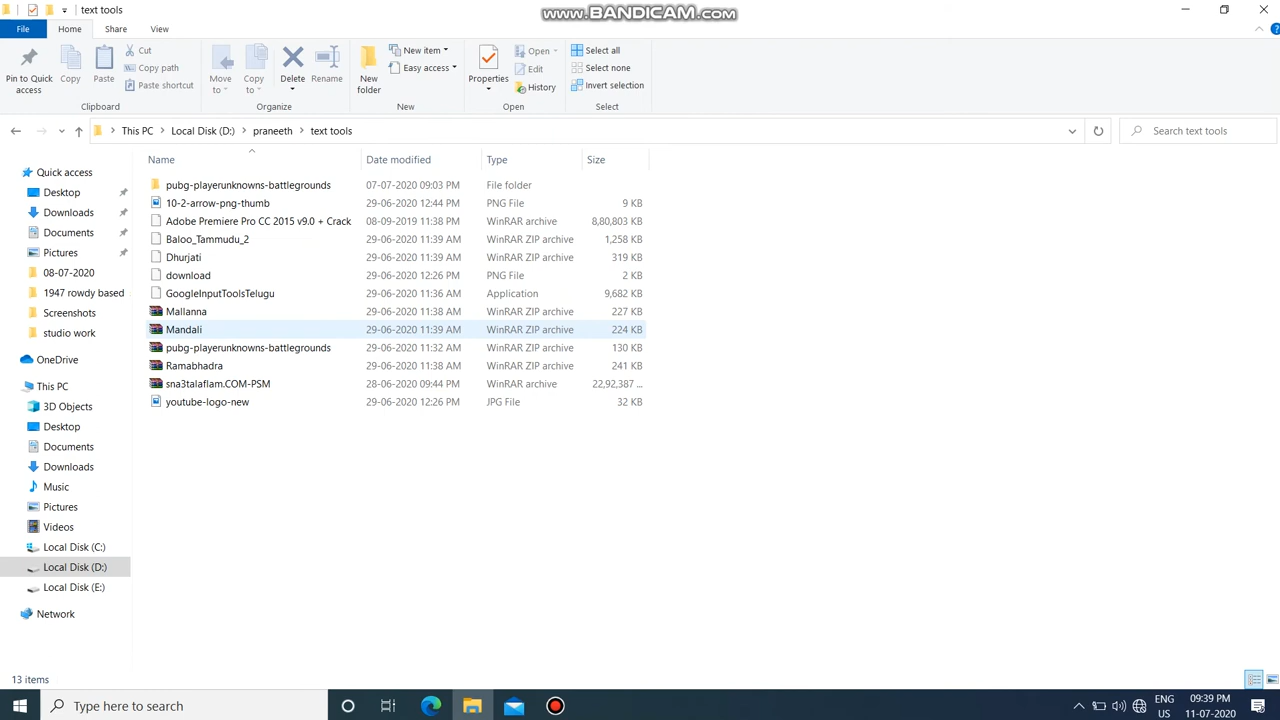 text tools
www.BANDICAM.com
File
Home
Share
View
Pin to Quick access
Copy
Paste
Cut
Copy path
Paste shortcut
Clipboard
Move to
Copy to
Delete
Rename
Organize
New folder
New item
Easy access
New
Properties
Open
Edit
History
Open
Select all
Select none
Invert selection
Select
This PC
Local Disk (D:)
praneeth
text tools
Search text tools
Name Date modified Type Size
pubg-playerunknowns-battlegrounds 07-07-2020 09:03 PM File folder
10-2-arrow-png-thumb 29-06-2020 12:44 PM PNG File 9 KB
Adobe Premiere Pro CC 2015 v9.0 + Crack 08-09-2019 11:38 PM WinRAR archive 8,80,803 KB
Baloo_Tammudu_2 29-06-2020 11:39 AM WinRAR ZIP archive 1,258 KB
Dhurjati 29-06-2020 11:39 AM WinRAR ZIP archive 319 KB
download 29-06-2020 12:26 PM PNG File 2 KB
GoogleInputToolsTelugu 29-06-2020 11:36 AM Application 9,682 KB
Mallanna 29-06-2020 11:38 AM WinRAR ZIP archive 227 KB
Mandali 29-06-2020 11:39 AM WinRAR ZIP archive 224 KB
pubg-playerunknowns-battlegrounds 29-06-2020 11:32 AM WinRAR ZIP archive 130 KB
Ramabhadra 29-06-2020 11:38 AM WinRAR ZIP archive 241 KB
sna3talaflam.COM-PSM 28-06-2020 09:44 PM WinRAR archive 22,92,387 ...
youtube-logo-new 29-06-2020 12:26 PM JPG File 32 KB
Quick access
Desktop
Downloads
Documents
Pictures
08-07-2020
1947 rowdy based
Screenshots
studio work
OneDrive
This PC
3D Objects
Desktop
Documents
Downloads
Music
Pictures
Videos
Local Disk (C:)
Local Disk (D:)
Local Disk (E:)
Network
13 items
Type here to search
ENG
US
09:39 PM
11-07-2020